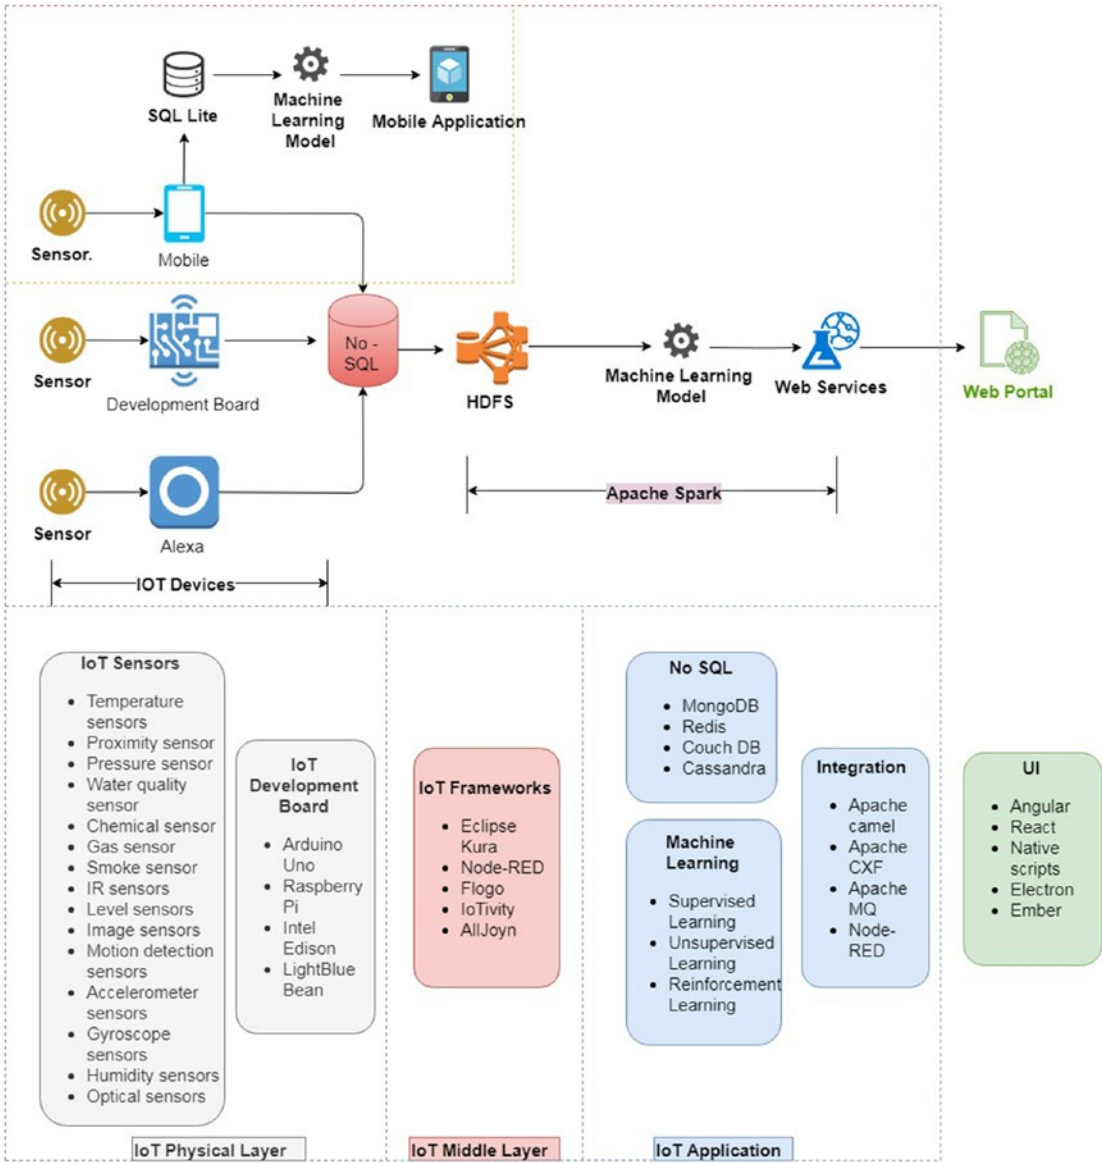 SQL Lite
Machine
Learning
Model
Mobile Application
Sensor.
Mobile
Sensor
Development Board
No -
SQL
HDFS
Machine Learning
Model
Web Services
Web Portal
Sensor
Alexa
Apache Spark
IOT Devices
IoT Sensors
• Temperature
sensors
• Proximity sensor
• Pressure sensor
• Water quality
sensor
• Chemical sensor
• Gas sensor
• Smoke sensor
• IR sensors
• Level sensors
• Image sensors
• Motion detection
sensors
• Accelerometer
sensors
• Gyroscope
sensors
• Humidity sensors
• Optical sensors
IoT
Development
Board
• Arduino
Uno
• Raspberry
Pi
• Intel
Edison
• LightBlue
Bean
IoT Frameworks
• Eclipse
Kura
• Node-RED
• Flogo
• IoTivity
• AllJoyn
No SQL
• MongoDB
• Redis
• Couch DB
• Cassandra
Machine
Learning
• Supervised
Learning
• Unsupervised
Learning
• Reinforcement
Learning
Integration
• Apache
camel
• Apache
CXF
• Apache
MQ
• Node-
RED
UI
• Angular
• React
• Native
scripts
• Electron
• Ember
IoT Physical Layer
IoT Middle Layer
IoT Application